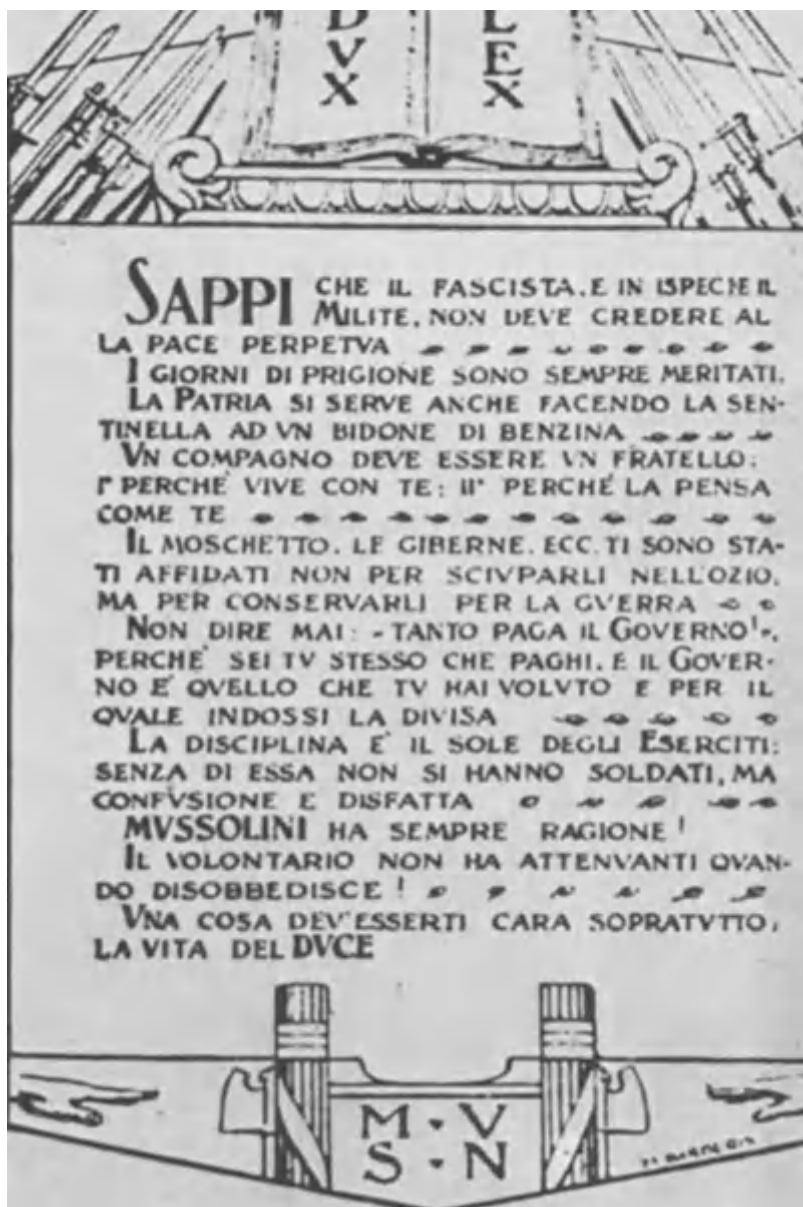 DVX LEX
SAPPI CHE IL FASCISTA, E IN ISPECIE IL
MILITE, NON DEVE CREDERE AL
LA PACE PERPETVA
I GIORNI DI PRIGIONE SONO SEMPRE MERITATI.
LA PATRIA SI SERVE ANCHE FACENDO LA SEN-
TINELLA AD VN BIDONE DI BENZINA
VN COMPAGNO DEVE ESSERE VN FRATELLO:
I° PERCHE' VIVE CON TE: II° PERCHE' LA PENSA
COME TE
IL MOSCHETTO, LE GIBERNE, ECC. TI SONO STA-
TI AFFIDATI NON PER SCIVPARLI NELL'OZIO,
MA PER CONSERVARLI PER LA GVERRA
NON DIRE MAI: - TANTO PAGA IL GOVERNO! -,
PERCHE' SEI TV STESSO CHE PAGHI, E IL GOVER-
NO E' QVELLO CHE TV HAI VOLVTO E PER IL
QVALE INDOSSI LA DIVISA
LA DISCIPLINA E' IL SOLE DEGLI ESERCITI:
SENZA DI ESSA NON SI HANNO SOLDATI, MA
CONFVSIONE E DISFATTA
MVSSOLINI HA SEMPRE RAGIONE!
IL VOLONTARIO NON HA ATTENVANTI QVAN-
DO DISOBBEDISCE!
VNA COSA DEV'ESSERTI CARA SOPRATVTTO,
LA VITA DEL DVCE
M · V
S · N